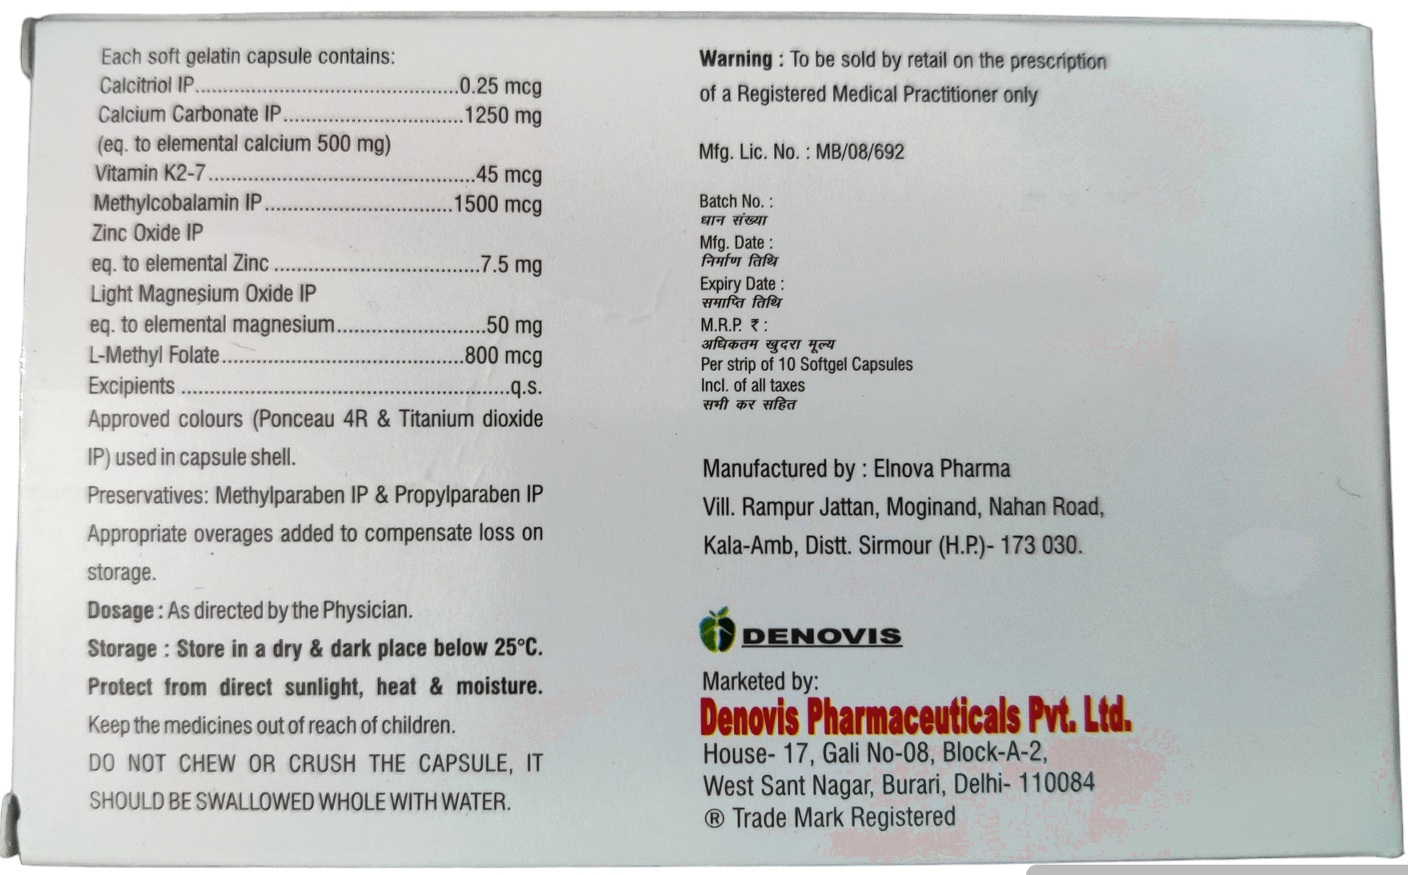 Each soft gelatin capsule contains:
Calcitriol IP................................................0.25 mcg
Calcium Carbonate IP.................................1250 mg
(eq. to elemental calcium 500 mg)
Vitamin K2-7................................................45 mcg
Methylcobalamin IP..................................1500 mcg
Zinc Oxide IP
eq. to elemental Zinc .....................................7.5 mg
Light Magnesium Oxide IP
eq. to elemental magnesium...........................50 mg
L-Methyl Folate............................................800 mcg
Excipients ...........................................................q.s.
Approved colours (Ponceau 4R & Titanium dioxide
IP) used in capsule shell.
Preservatives: Methylparaben IP & Propylparaben IP
Appropriate overages added to compensate loss on
storage.
Dosage : As directed by the Physician.
Storage : Store in a dry & dark place below 25°C.
Protect from direct sunlight, heat & moisture.
Keep the medicines out of reach of children.
DO NOT CHEW OR CRUSH THE CAPSULE, IT
SHOULD BE SWALLOWED WHOLE WITH WATER.
Warning : To be sold by retail on the prescription
of a Registered Medical Practitioner only
Mfg. Lic. No. : MB/08/692
Batch No. :
घान संख्या
Mfg. Date :
निर्माण तिथि
Expiry Date :
समाप्ति तिथि
M.R.P. ₹ :
अधिकतम खुदरा मूल्य
Per strip of 10 Softgel Capsules
Incl. of all taxes
सभी कर सहित
Manufactured by : Elnova Pharma
Vill. Rampur Jattan, Moginand, Nahan Road,
Kala-Amb, Distt. Sirmour (H.P.)- 173 030.
DENOVIS
Marketed by:
Denovis Pharmaceuticals Pvt. Ltd.
House- 17, Gali No-08, Block-A-2,
West Sant Nagar, Burari, Delhi- 110084
® Trade Mark Registered